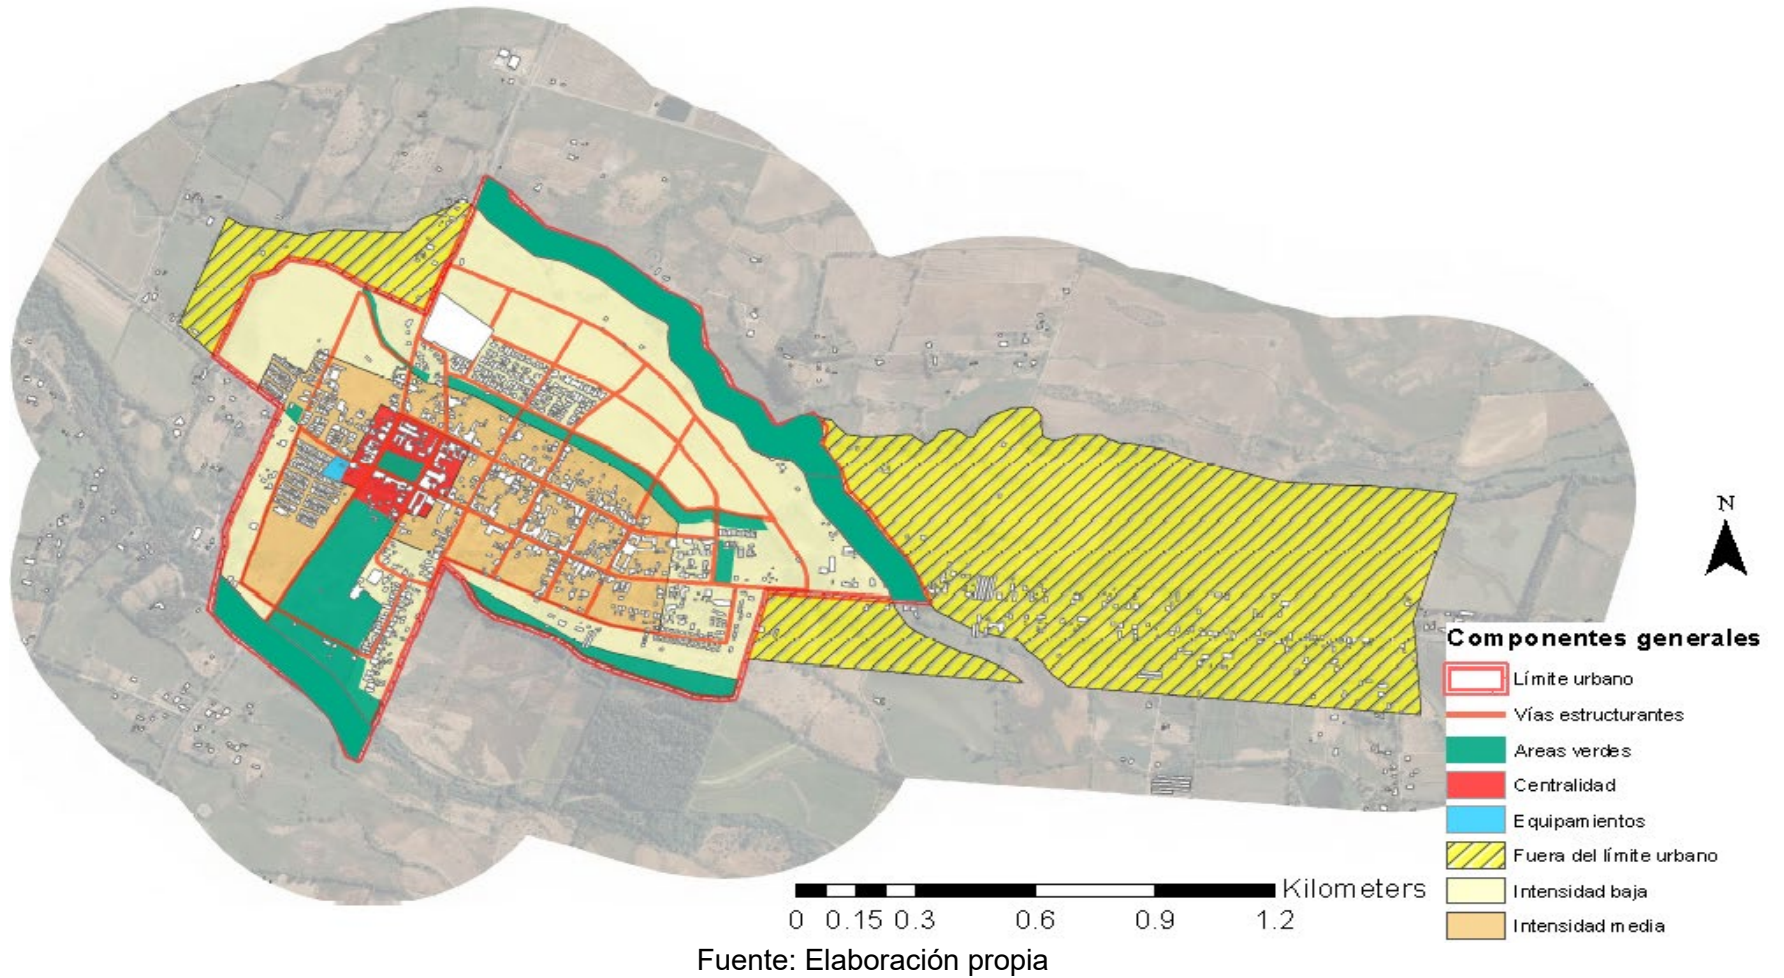 N
Componentes generales
Límite urbano
Vías estructurantes
Areas verdes
Centralidad
Equipamientos
Fuera del límite urbano
Intensidad baja
Intensidad media
Kilometers
0 0.15 0.3 0.6 0.9 1.2
Fuente: Elaboración propia